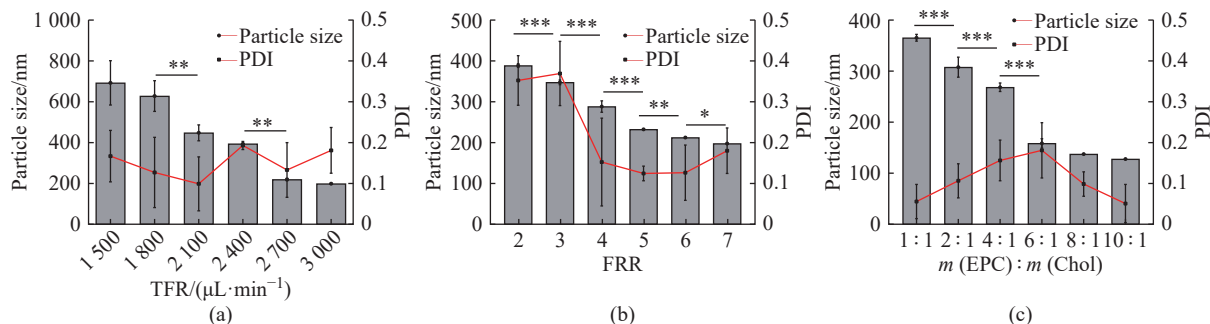 1 000
800
600
400
200
0
Particle size/nm
0.5
0.4
0.3
0.2
0.1
0
PDI
Particle size
PDI
**
**
1 500
1 800
2 100
2 400
2 700
3 000
TFR/(μL·min⁻¹)
(a)
500
400
300
200
100
0
Particle size/nm
0.5
0.4
0.3
0.2
0.1
0
PDI
Particle size
PDI
***
***
***
**
*
2 3 4 5 6 7
FRR
(b)
400
300
200
100
0
Particle size/nm
0.5
0.4
0.3
0.2
0.1
0
PDI
Particle size
PDI
***
***
***
1∶1 2∶1 4∶1 6∶1 8∶1 10∶1
m (EPC)∶m (Chol)
(c)